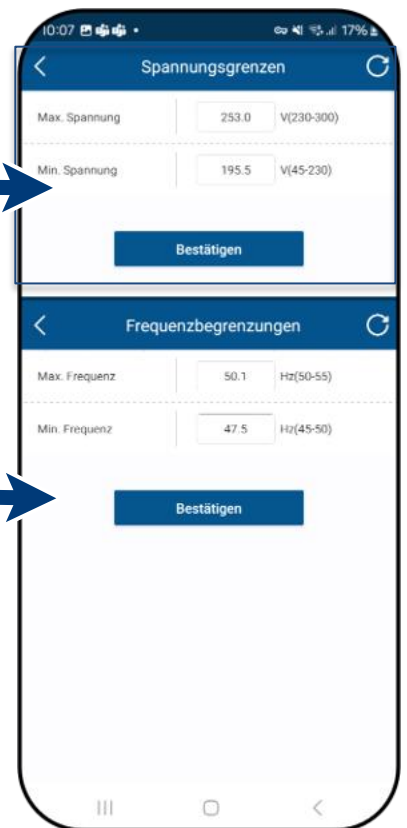 10:07 17%
Spannungsgrenzen
Max. Spannung 253.0 V(230-300)
Min. Spannung 195.5 V(45-230)
Bestätigen
Frequenzbegrenzungen
Max. Frequenz 50.1 Hz(50-55)
Min. Frequenz 47.5 Hz(45-50)
Bestätigen